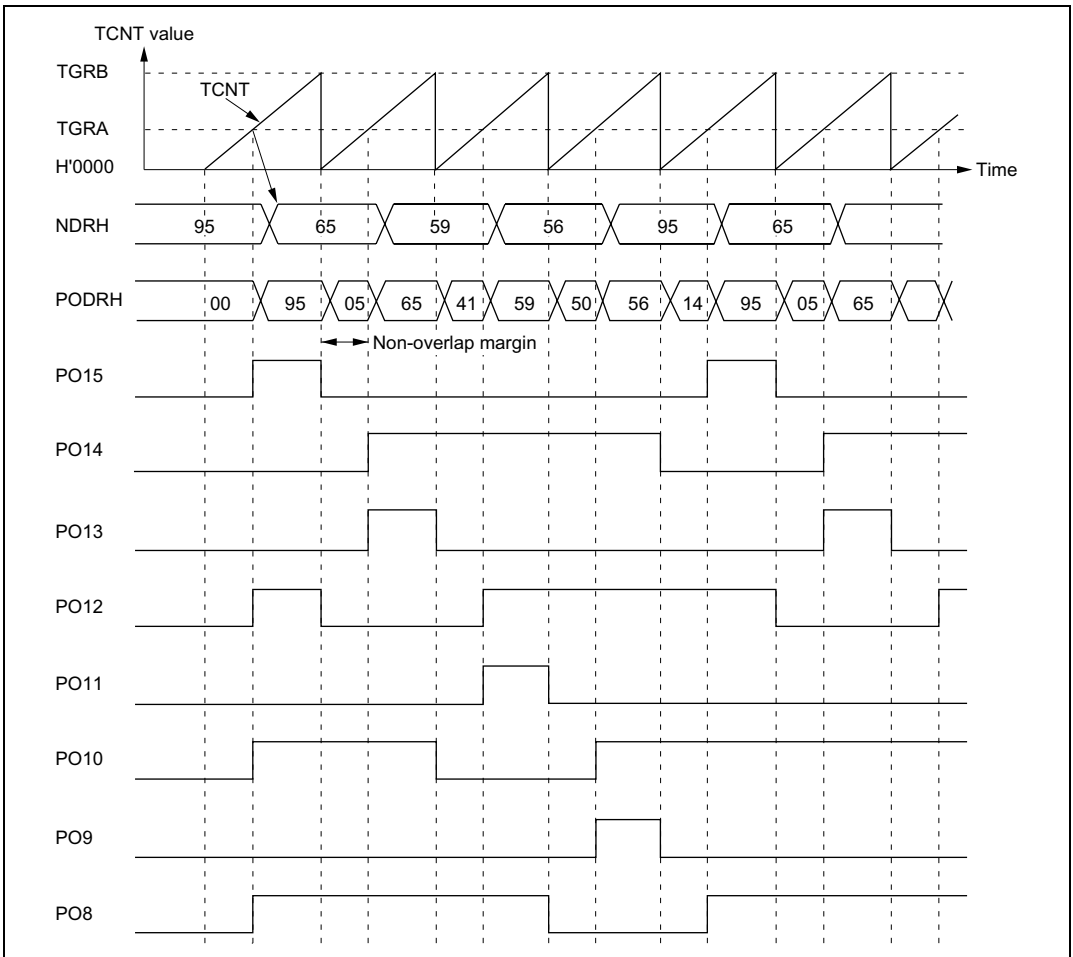 TCNT value
TGRB
TCNT
TGRA
H'0000
Time
NDRH 95 65 59 56 95 65
PODRH 00 95 05 65 41 59 50 56 14 95 05 65
Non-overlap margin
PO15
PO14
PO13
PO12
PO11
PO10
PO9
PO8